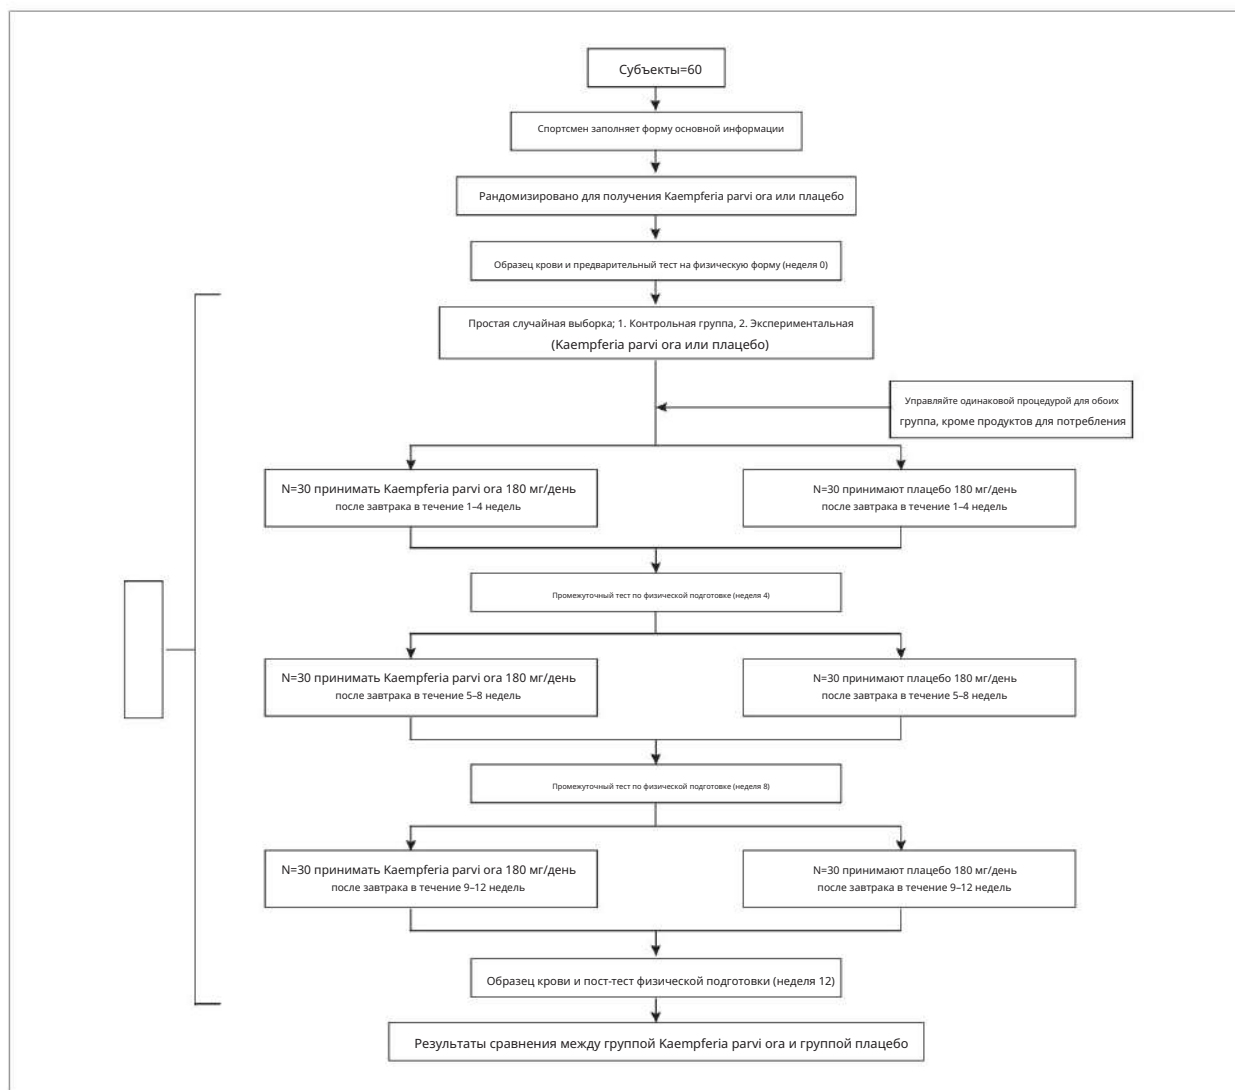 Субъекты=60
Спортсмен заполняет форму основной информации
Рандомизировано для получения Kaempferia parvi ora или плацебо
Образец крови и предварительный тест на физическую форму (неделя 0)
Простая случайная выборка; 1. Контрольная группа, 2. Экспериментальная
(Kaempferia parvi ora или плацебо)
Управляйте одинаковой процедурой для обоих
группа, кроме продуктов для потребления
N=30 принимать Kaempferia parvi ora 180 мг/день
после завтрака в течение 1–4 недель
N=30 принимают плацебо 180 мг/день
после завтрака в течение 1–4 недель
Промежуточный тест по физической подготовке (неделя 4)
N=30 принимать Kaempferia parvi ora 180 мг/день
после завтрака в течение 5–8 недель
N=30 принимают плацебо 180 мг/день
после завтрака в течение 5–8 недель
Промежуточный тест по физической подготовке (неделя 8)
N=30 принимать Kaempferia parvi ora 180 мг/день
после завтрака в течение 9–12 недель
N=30 принимают плацебо 180 мг/день
после завтрака в течение 9–12 недель
Образец крови и пост-тест физической подготовки (неделя 12)
Результаты сравнения между группой Kaempferia parvi ora и группой плацебо